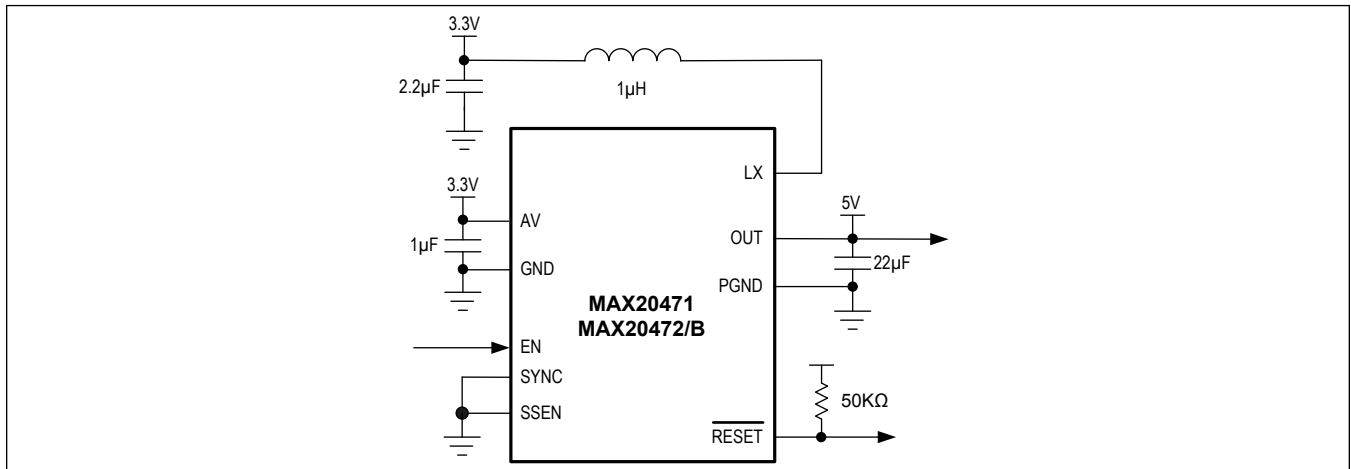 3.3V
2.2µF
1µH
LX
3.3V
AV
5V
OUT
1µF
GND
22µF
PGND
MAX20471
MAX20472/B
EN
SYNC
50KΩ
SSEN
RESET